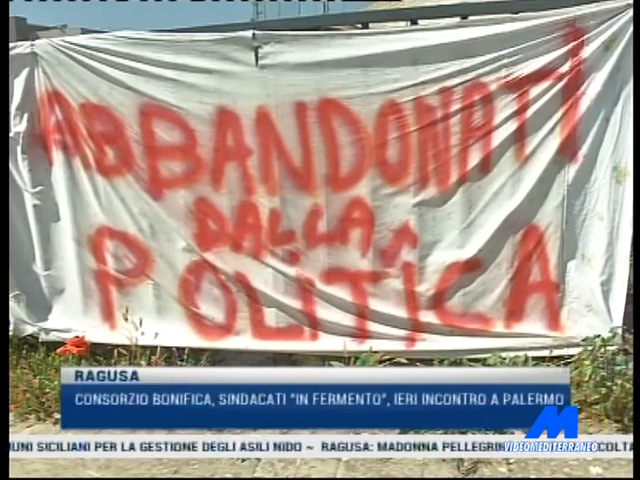 ABBANDONATI
DALLA
POLITICA
RAGUSA
CONSORZIO BONIFICA, SINDACATI "IN FERMENTO", IERI INCONTRO A PALERMO
M
VIDEOMEDITERRANEO
UNI SICILIANI PER LA GESTIONE DEGLI ASILI NIDO ~ RAGUSA: MADONNA PELLEGRIN COLTA